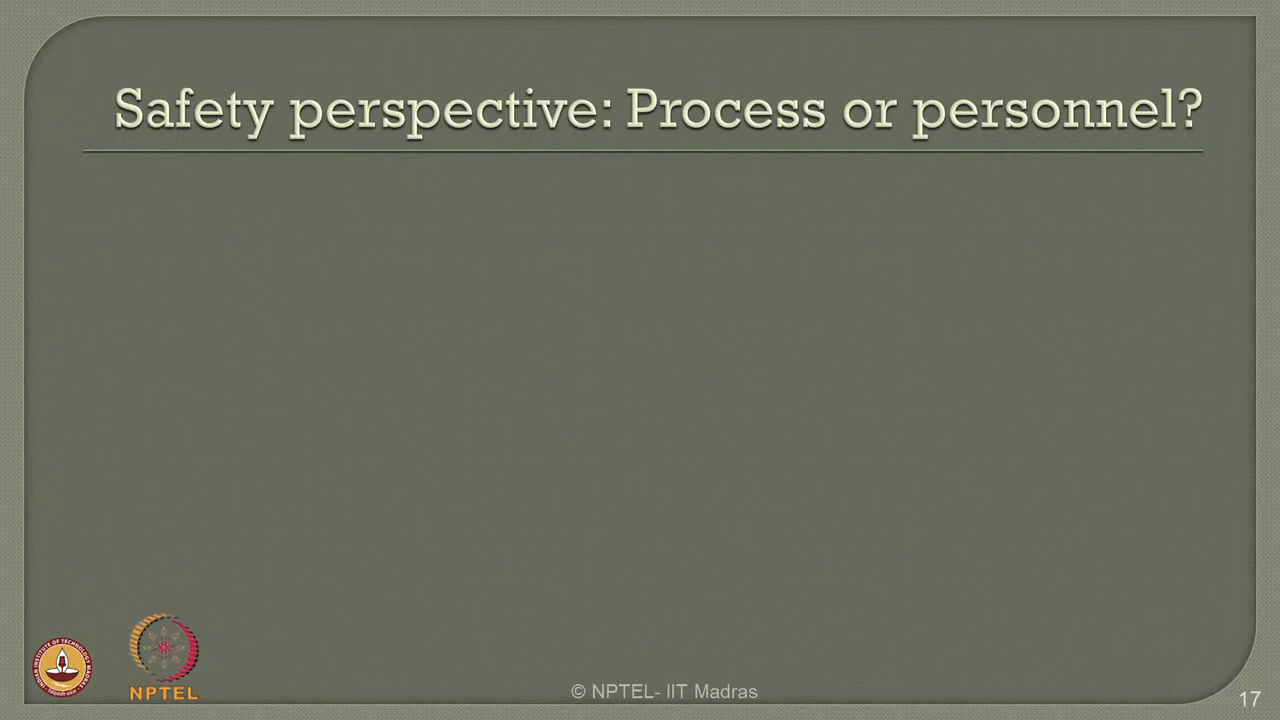 Safety perspective: Process or personnel?
NPTEL
© NPTEL- IIT Madras
17